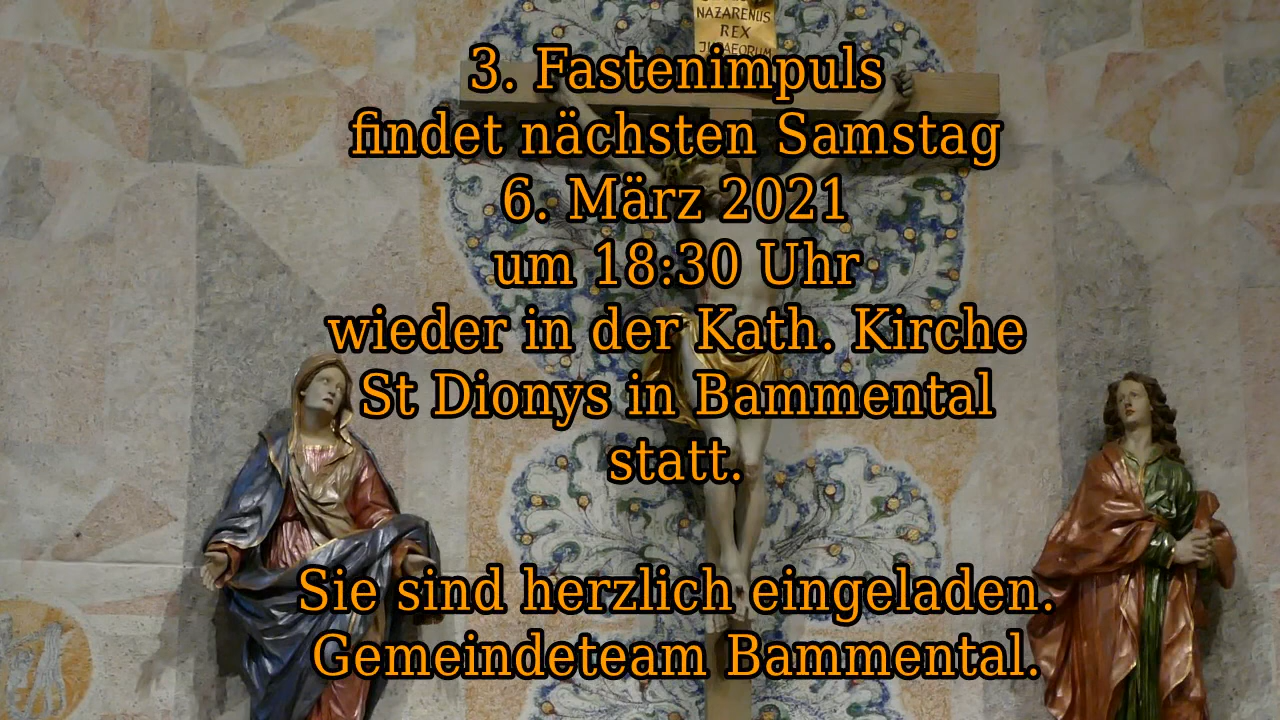 NAZARENUS
REX
JUDAEORUM
3. Fastenimpuls
findet nächsten Samstag
6. März 2021
um 18:30 Uhr
wieder in der Kath. Kirche
St Dionys in Bammental
statt.
Sie sind herzlich eingeladen.
Gemeindeteam Bammental.